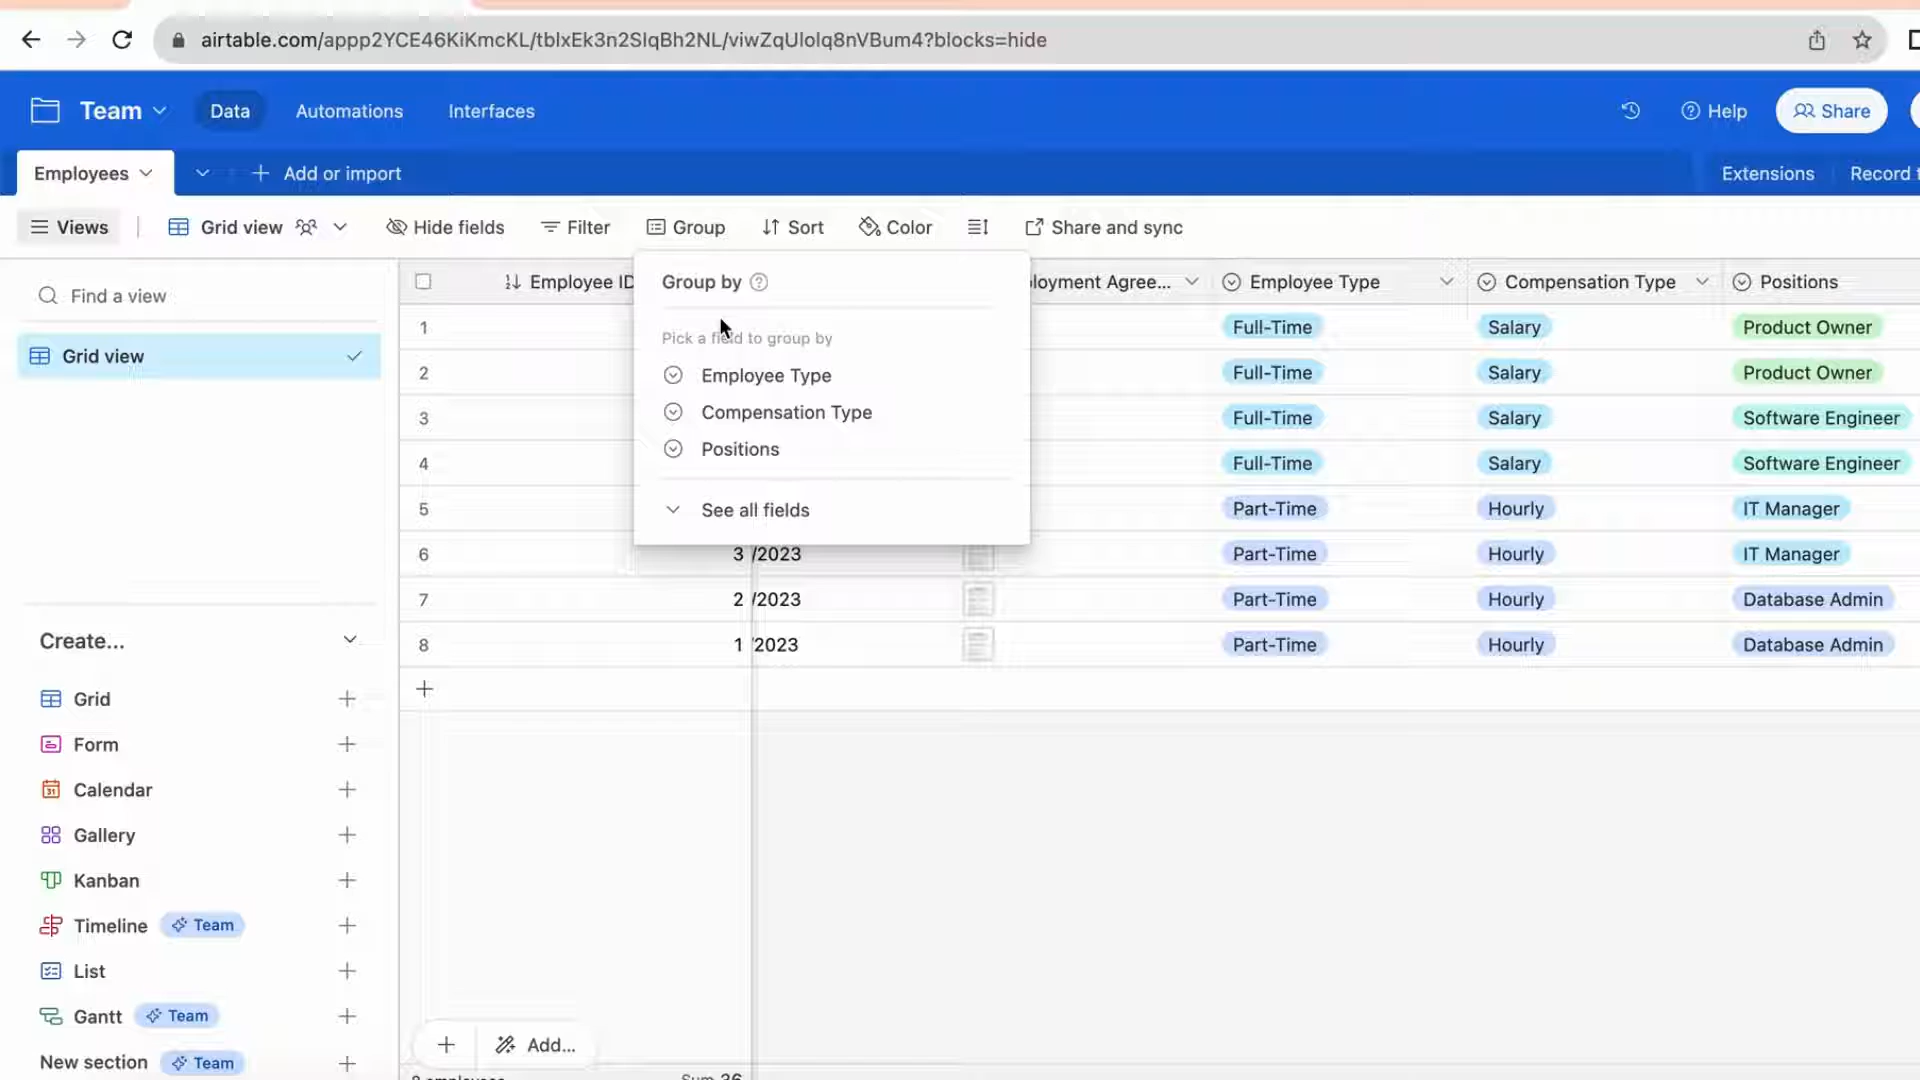 airtable.com/appp2YCE46KiKmcKL/tblxEk3n2SIqBh2NL/viwZqUlolq8nVBum4?blocks=hide
Team Data Automations Interfaces Help Share
Employees Add or import Extensions Record
Views Grid view Hide fields Filter Group Sort Color Share and sync
Find a view
Grid view
Create...
Grid
Form
Calendar
Gallery
Kanban
Timeline Team
List
Gantt Team
New section Team
Group by
Pick a field to group by
Employee Type
Compensation Type
Positions
See all fields
Employee ID loyment Agree... Employee Type Compensation Type Positions
1 Full-Time Salary Product Owner
2 Full-Time Salary Product Owner
3 Full-Time Salary Software Engineer
4 Full-Time Salary Software Engineer
5 Part-Time Hourly IT Manager
6 3 /2023 Part-Time Hourly IT Manager
7 2 /2023 Part-Time Hourly Database Admin
8 1 /2023 Part-Time Hourly Database Admin
Add...
employees Sum 36